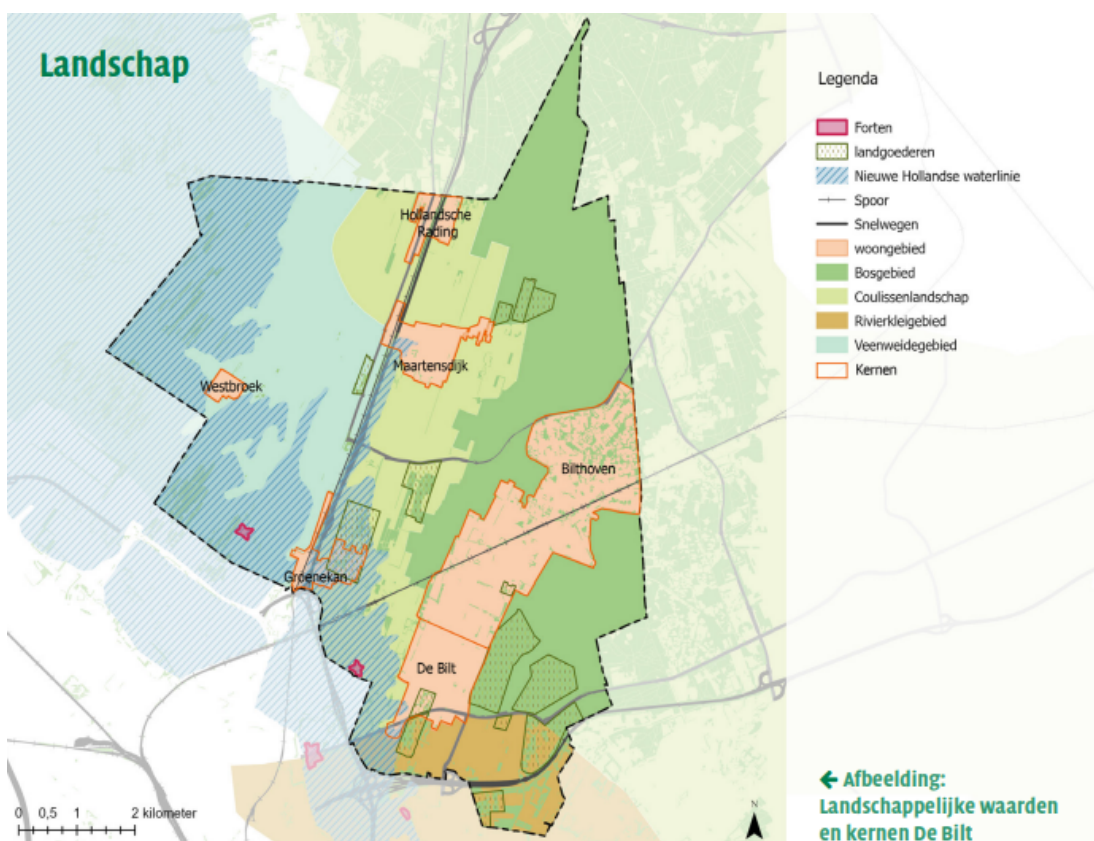 Landschap
Legenda
Forten
landgoederen
Nieuwe Hollandse waterlinie
Spoor
Snelwegen
woongebied
Bosgebied
Coulissenlandschap
Rivierkleigebied
Veenweidegebied
Kernen
Hollandsche
Rading
Maartensdijk
Westbroek
Bilthoven
Groenekan
De Bilt
0 0,5 1 2 kilometer
N
← Afbeelding:
Landschappelijke waarden
en kernen De Bilt